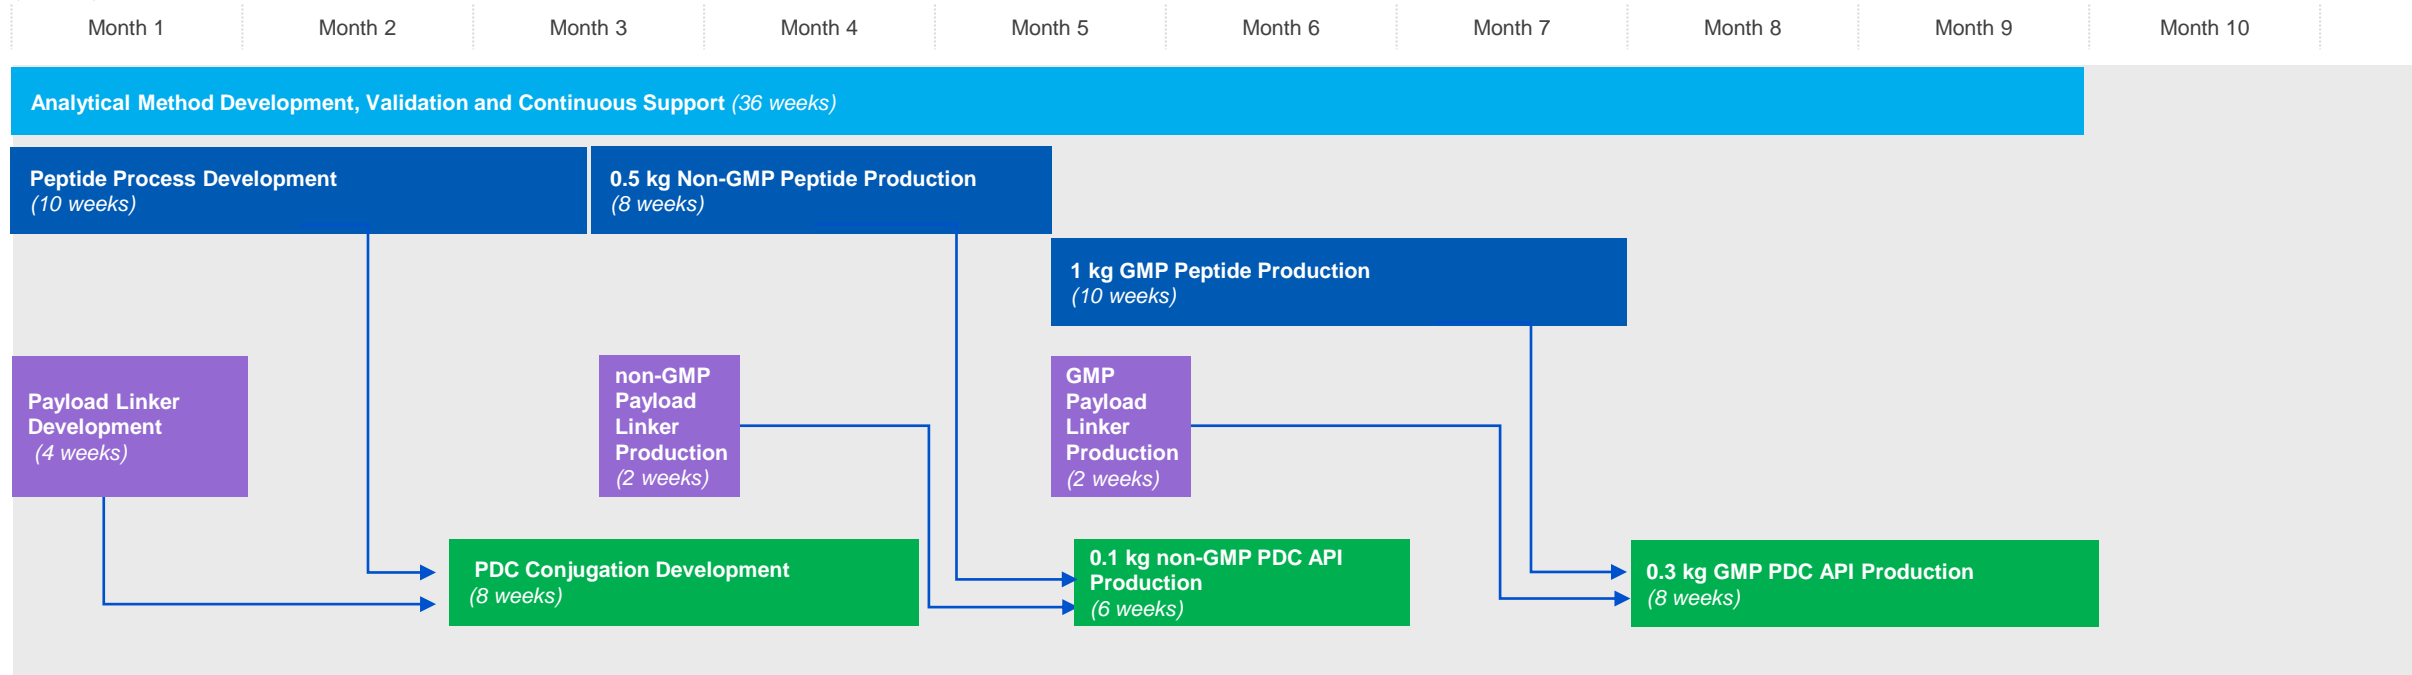 Month 1
Month 2
Month 3
Month 4
Month 5
Month 6
Month 7
Month 8
Month 9
Month 10
Analytical Method Development, Validation and Continuous Support (36 weeks)
Peptide Process Development
(10 weeks)
0.5 kg Non-GMP Peptide Production
(8 weeks)
1 kg GMP Peptide Production
(10 weeks)
Payload Linker
Development
(4 weeks)
non-GMP
Payload
Linker
Production
(2 weeks)
GMP
Payload
Linker
Production
(2 weeks)
PDC Conjugation Development
(8 weeks)
0.1 kg non-GMP PDC API
Production
(6 weeks)
0.3 kg GMP PDC API Production
(8 weeks)